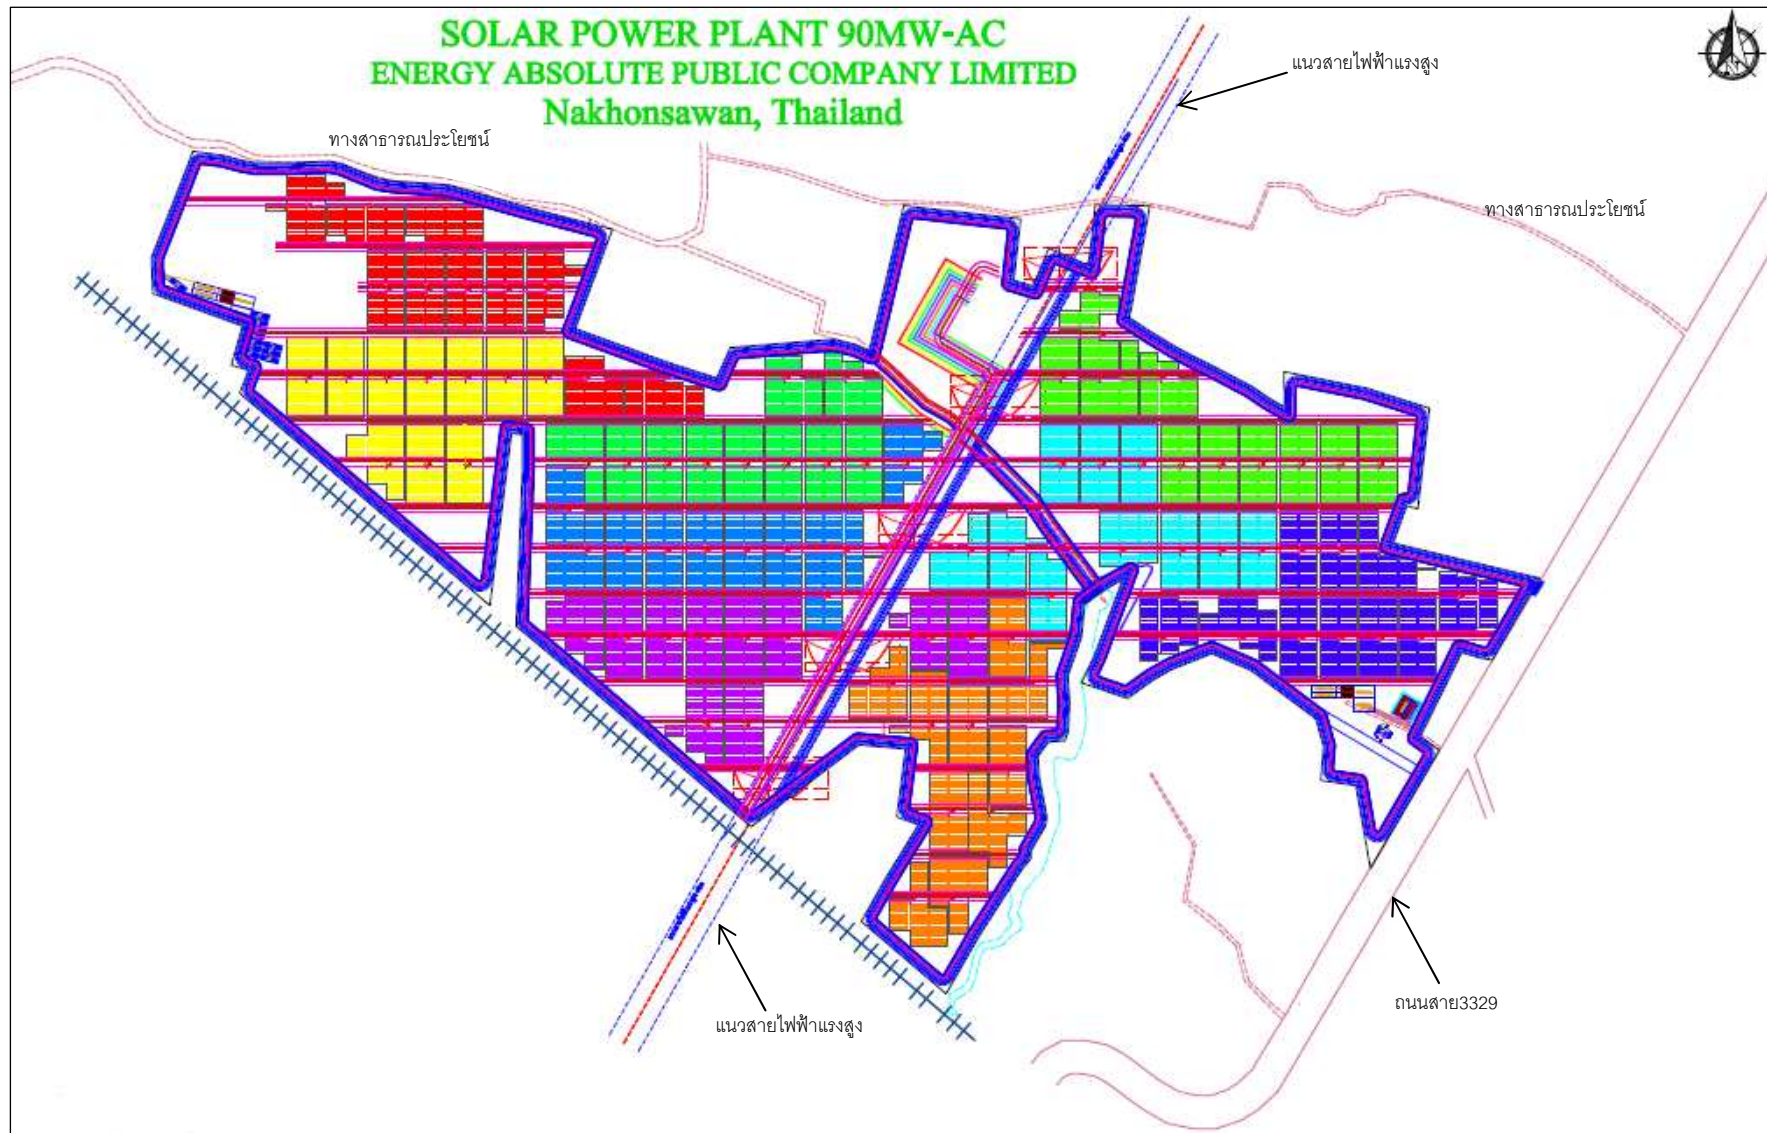 SOLAR POWER PLANT 90MW-AC
ENERGY ABSOLUTE PUBLIC COMPANY LIMITED
Nakhonsawan, Thailand
แนวสายไฟฟ้าแรงสูง
ทางสาธารณประโยชน์
ทางสาธารณประโยชน์
ถนนสาย3329
แนวสายไฟฟ้าแรงสูง